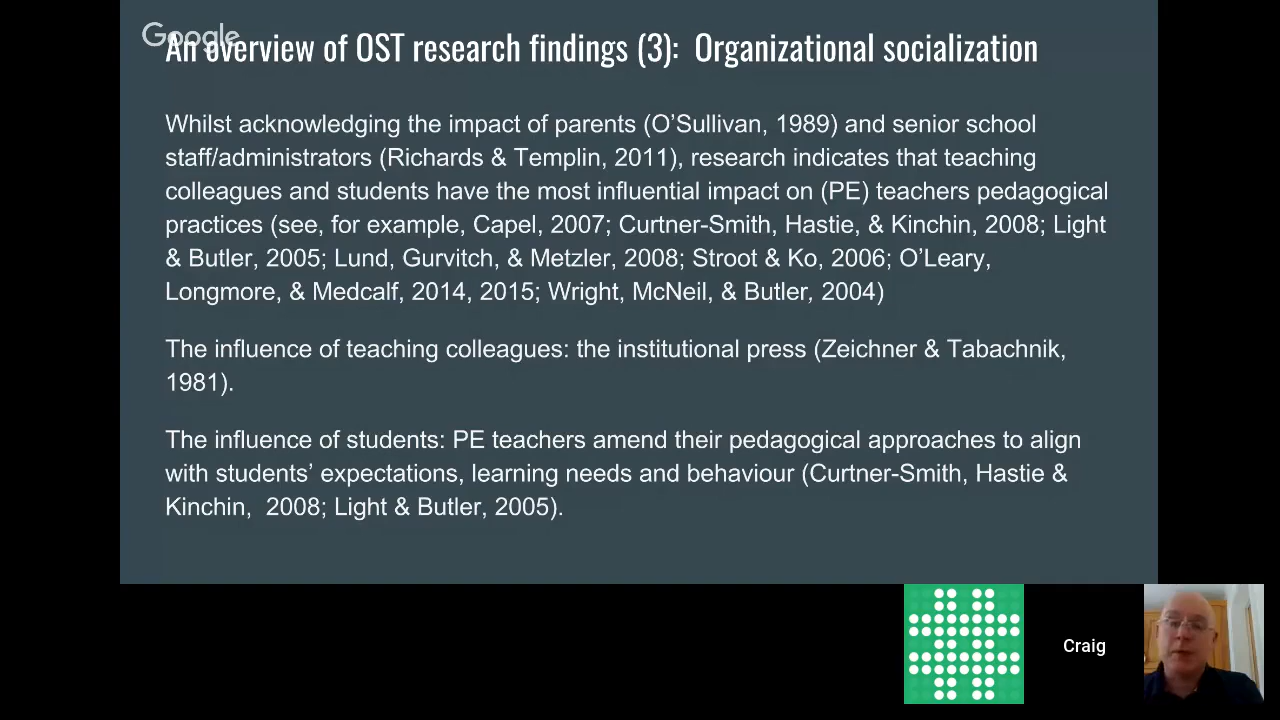 Google
An overview of OST research findings (3):  Organizational socialization
Whilst acknowledging the impact of parents (O’Sullivan, 1989) and senior school
staff/administrators (Richards & Templin, 2011), research indicates that teaching
colleagues and students have the most influential impact on (PE) teachers pedagogical
practices (see, for example, Capel, 2007; Curtner-Smith, Hastie, & Kinchin, 2008; Light
& Butler, 2005; Lund, Gurvitch, & Metzler, 2008; Stroot & Ko, 2006; O’Leary,
Longmore, & Medcalf, 2014, 2015; Wright, McNeil, & Butler, 2004)
The influence of teaching colleagues: the institutional press (Zeichner & Tabachnik,
1981).
The influence of students: PE teachers amend their pedagogical approaches to align
with students’ expectations, learning needs and behaviour (Curtner-Smith, Hastie &
Kinchin,  2008; Light & Butler, 2005).
Craig